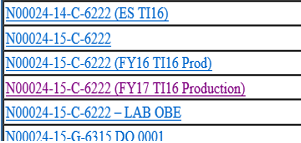 N00024-14-C-6222 (ES TI16)
N00024-15-C-6222
N00024-15-C-6222 (FY16 TI16 Prod)
N00024-15-C-6222 (FY17 TI16 Production)
N00024-15-C-6222 – LAB OBE
N00024-15-G-6315 DO 0001